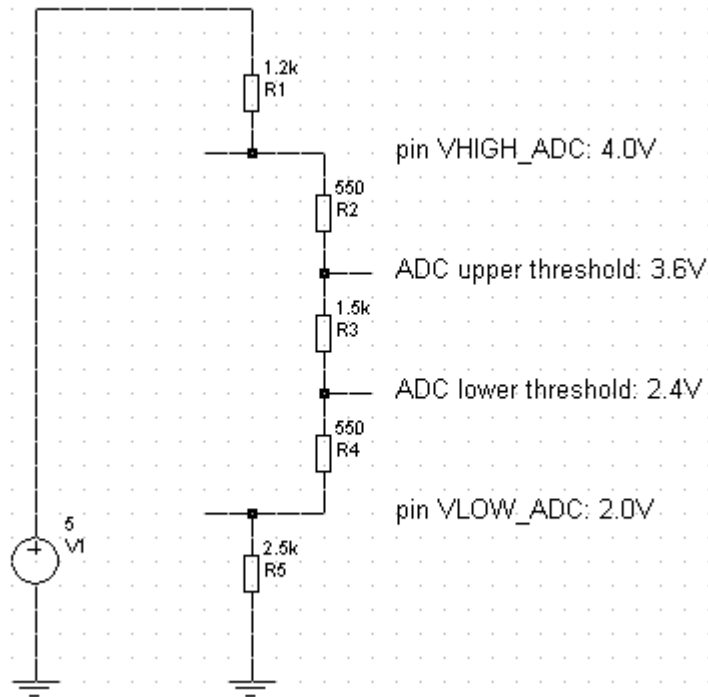 1.2k
R1
pin VHIGH_ADC: 4.0V
550
R2
ADC upper threshold: 3.6V
1.5k
R3
ADC lower threshold: 2.4V
550
R4
pin VLOW_ADC: 2.0V
5
V1
2.5k
R5